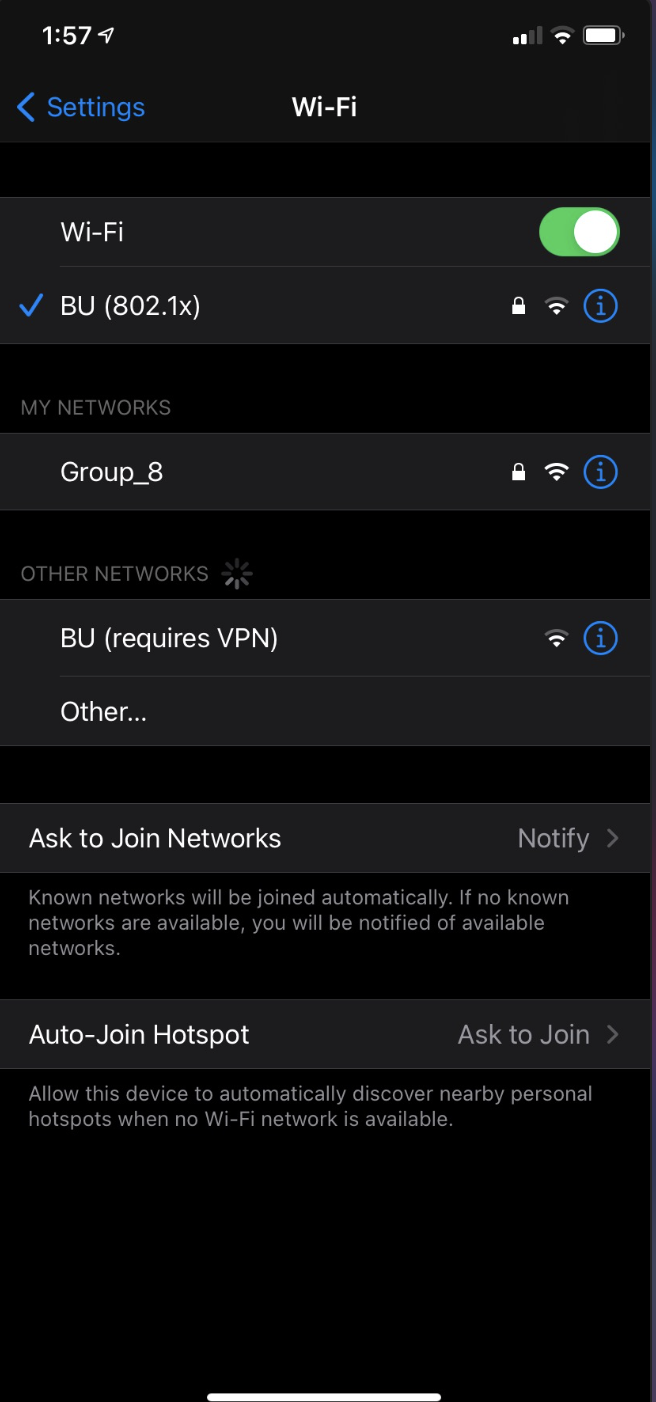 1:57
Settings
Wi-Fi
Wi-Fi
BU (802.1x)
MY NETWORKS
Group_8
OTHER NETWORKS
BU (requires VPN)
Other...
Ask to Join Networks Notify
Known networks will be joined automatically. If no known
networks are available, you will be notified of available
networks.
Auto-Join Hotspot Ask to Join
Allow this device to automatically discover nearby personal
hotspots when no Wi-Fi network is available.